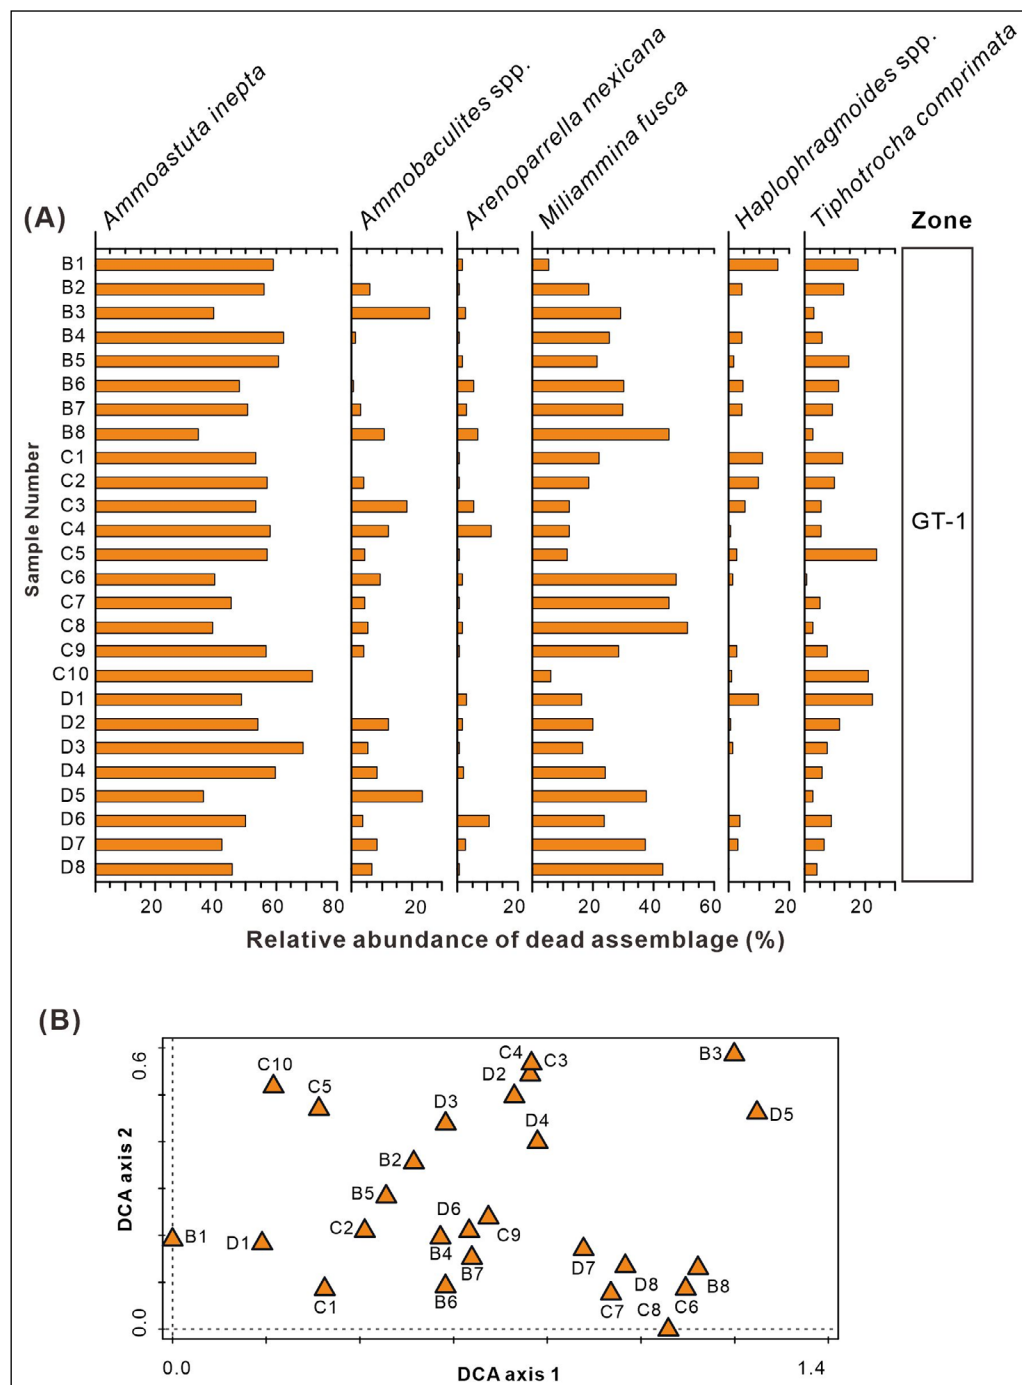 Ammoastuta inepta
Ammobaculites spp.
Arenoparrella mexicana
Miliammina fusca
Haplophragmoides spp.
Tiphotrocha comprimata
(A)
Zone
B1
B2
B3
B4
B5
B6
B7
B8
C1
C2
C3
C4
C5
C6
C7
C8
C9
C10
D1
D2
D3
D4
D5
D6
D7
D8
Sample Number
GT-1
20 40 60 80 20 20 20 40 60 20 20
Relative abundance of dead assemblage (%)
(B)
0.6
C4
C3
B3
C10
D2
C5
D3
D4
D5
B2
B5
D6
C2
C9
B1
D1
B4
B7
D7
D8
B8
C1
B6
C7
C8
C6
DCA axis 2
0.0
0.0 1.4
DCA axis 1